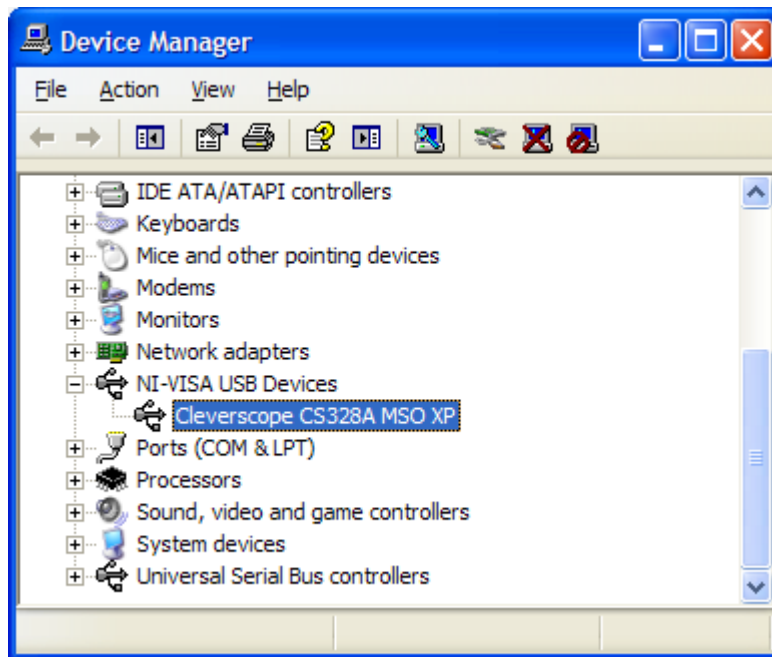 Device Manager
File Action View Help
IDE ATA/ATAPI controllers
Keyboards
Mice and other pointing devices
Modems
Monitors
Network adapters
NI-VISA USB Devices
Cleverscope CS328A MSO XP
Ports (COM & LPT)
Processors
Sound, video and game controllers
System devices
Universal Serial Bus controllers